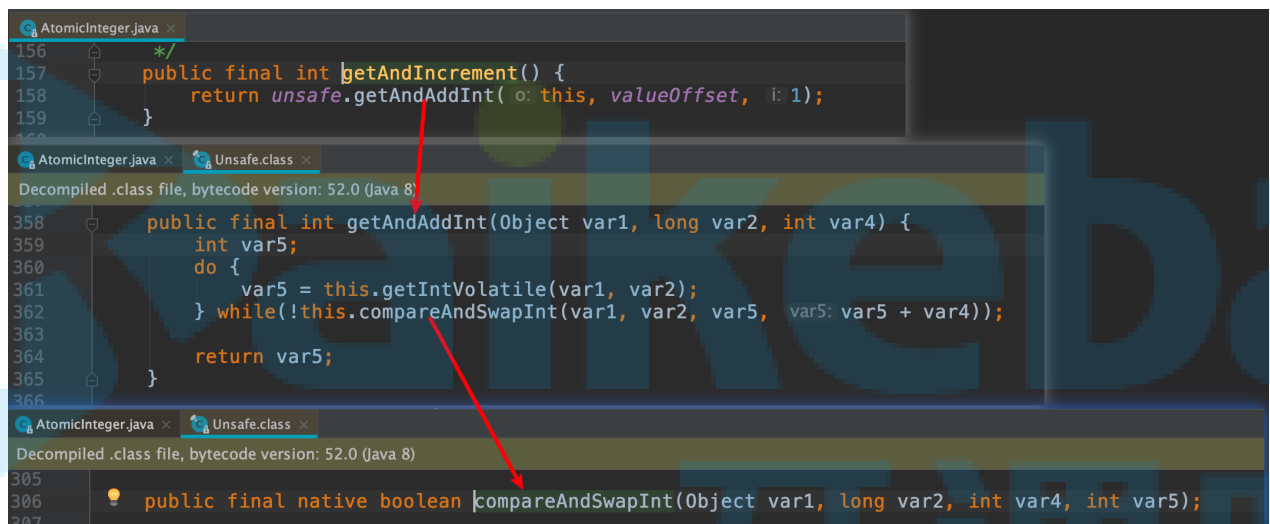 AtomicInteger.java ×
156 */
157 public final int getAndIncrement() {
158 return unsafe.getAndAddInt( o: this, valueOffset, i: 1);
159 }
160
AtomicInteger.java × Unsafe.class ×
Decompiled .class file, bytecode version: 52.0 (Java 8)
358 public final int getAndAddInt(Object var1, long var2, int var4) {
359 int var5;
360 do {
361 var5 = this.getIntVolatile(var1, var2);
362 } while(!this.compareAndSwapInt(var1, var2, var5, var5: var5 + var4));
363
364 return var5;
365 }
366
AtomicInteger.java × Unsafe.class ×
Decompiled .class file, bytecode version: 52.0 (Java 8)
305
306 public final native boolean compareAndSwapInt(Object var1, long var2, int var4, int var5);
307
aikeba